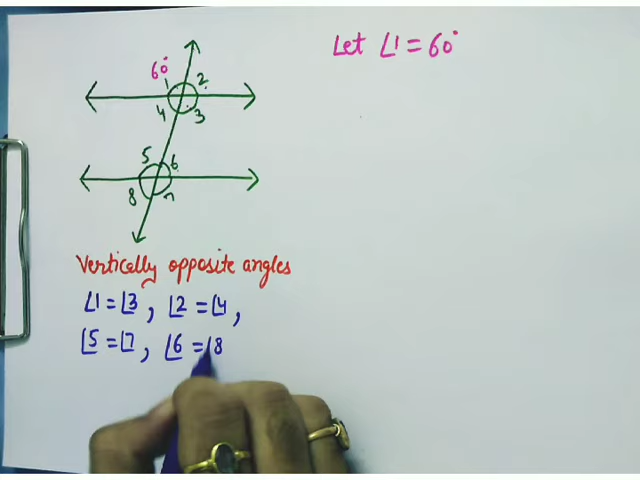 Let ∠1 = 60°
60°
1 2
4 3
5 6
8 7
Vertically opposite angles
∠1 = ∠3, ∠2 = ∠4,
∠5 = ∠7, ∠6 = ∠8